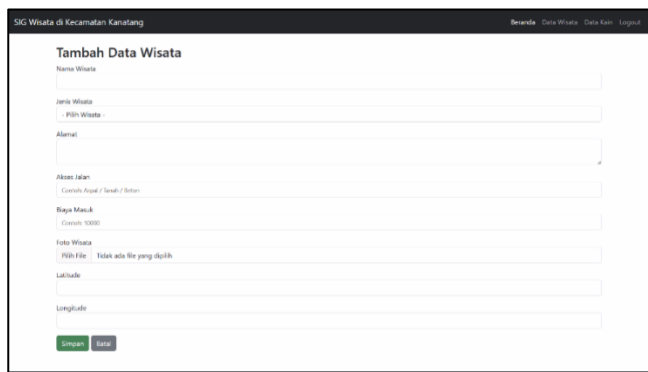 SIG Wisata di Kecamatan Kanatang
Beranda Data Wisata Data Kain Logout
Tambah Data Wisata
Nama Wisata
Jenis Wisata
- Pilih Wisata -
Alamat
Akses Jalan
Contoh: Aspal / Tanah / Beton
Biaya Masuk
Contoh: 10000
Foto Wisata
Pilih File Tidak ada file yang dipilih
Latitude
Longitude
Simpan Batal